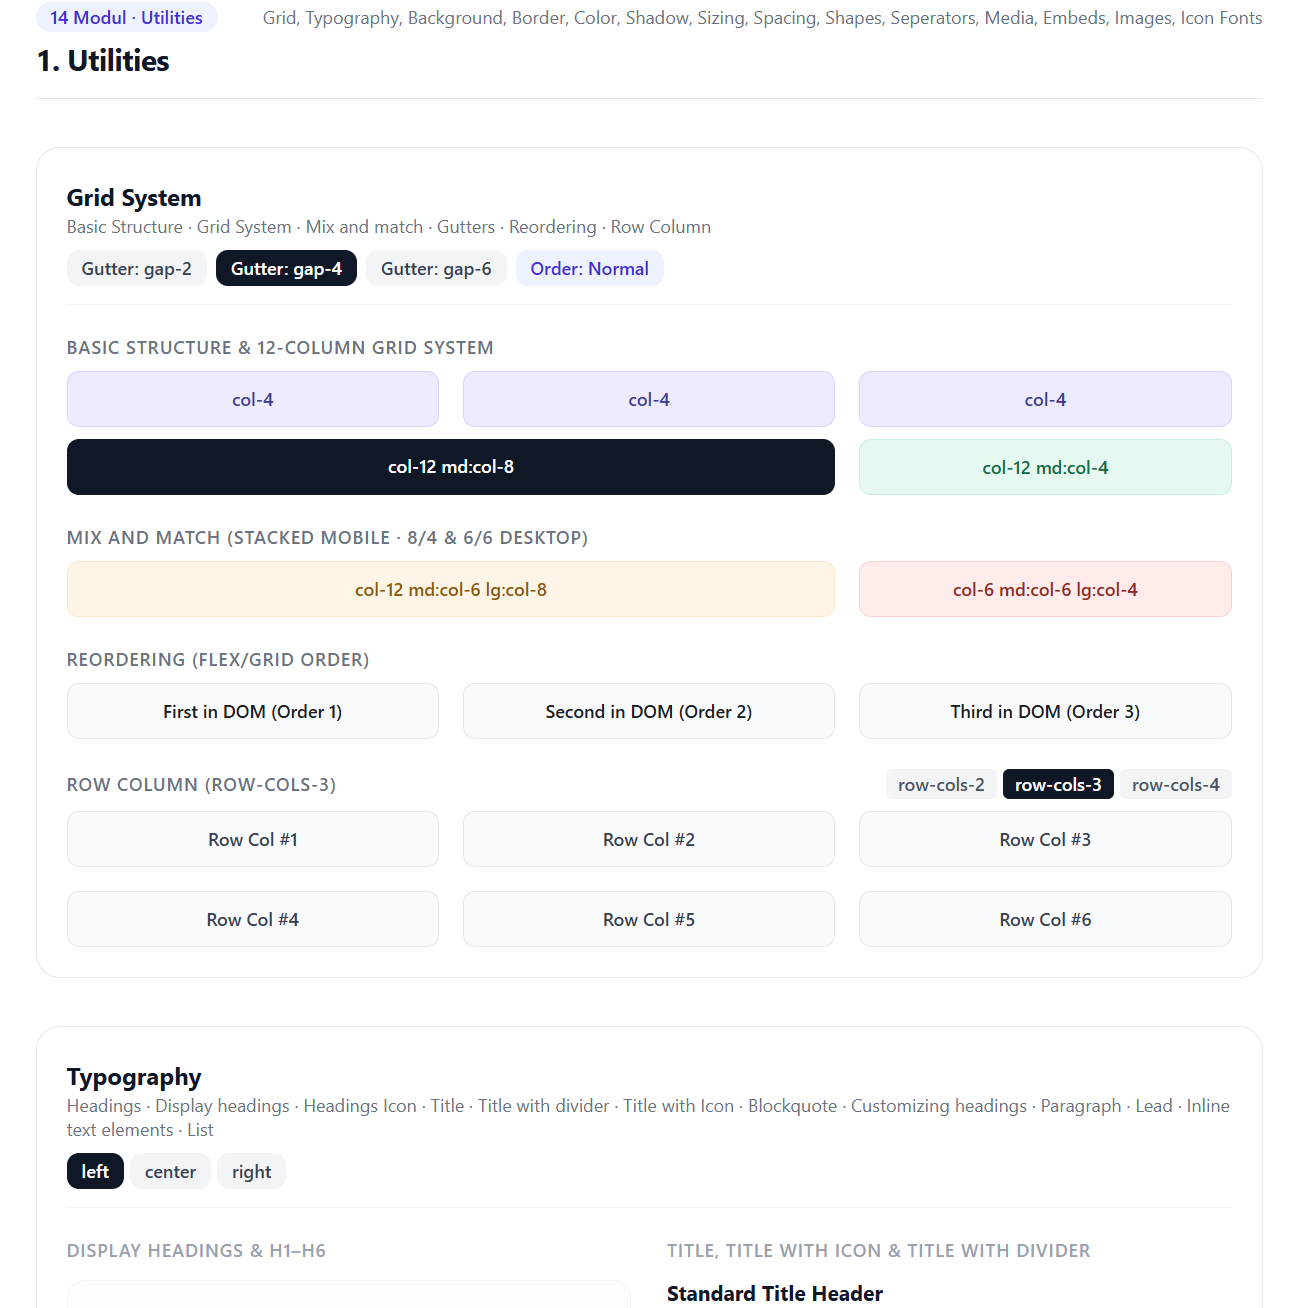 14 Modul · Utilities
Grid, Typography, Background, Border, Color, Shadow, Sizing, Spacing, Shapes, Seperators, Media, Embeds, Images, Icon Fonts
1. Utilities
Grid System
Basic Structure · Grid System · Mix and match · Gutters · Reordering · Row Column
Gutter: gap-2
Gutter: gap-4
Gutter: gap-6
Order: Normal
BASIC STRUCTURE & 12-COLUMN GRID SYSTEM
col-4
col-4
col-4
col-12 md:col-8
col-12 md:col-4
MIX AND MATCH (STACKED MOBILE · 8/4 & 6/6 DESKTOP)
col-12 md:col-6 lg:col-8
col-6 md:col-6 lg:col-4
REORDERING (FLEX/GRID ORDER)
First in DOM (Order 1)
Second in DOM (Order 2)
Third in DOM (Order 3)
ROW COLUMN (ROW-COLS-3)
row-cols-2
row-cols-3
row-cols-4
Row Col #1
Row Col #2
Row Col #3
Row Col #4
Row Col #5
Row Col #6
Typography
Headings · Display headings · Headings Icon · Title · Title with divider · Title with Icon · Blockquote · Customizing headings · Paragraph · Lead · Inline
text elements · List
left
center
right
DISPLAY HEADINGS & H1–H6
TITLE, TITLE WITH ICON & TITLE WITH DIVIDER
Standard Title Header